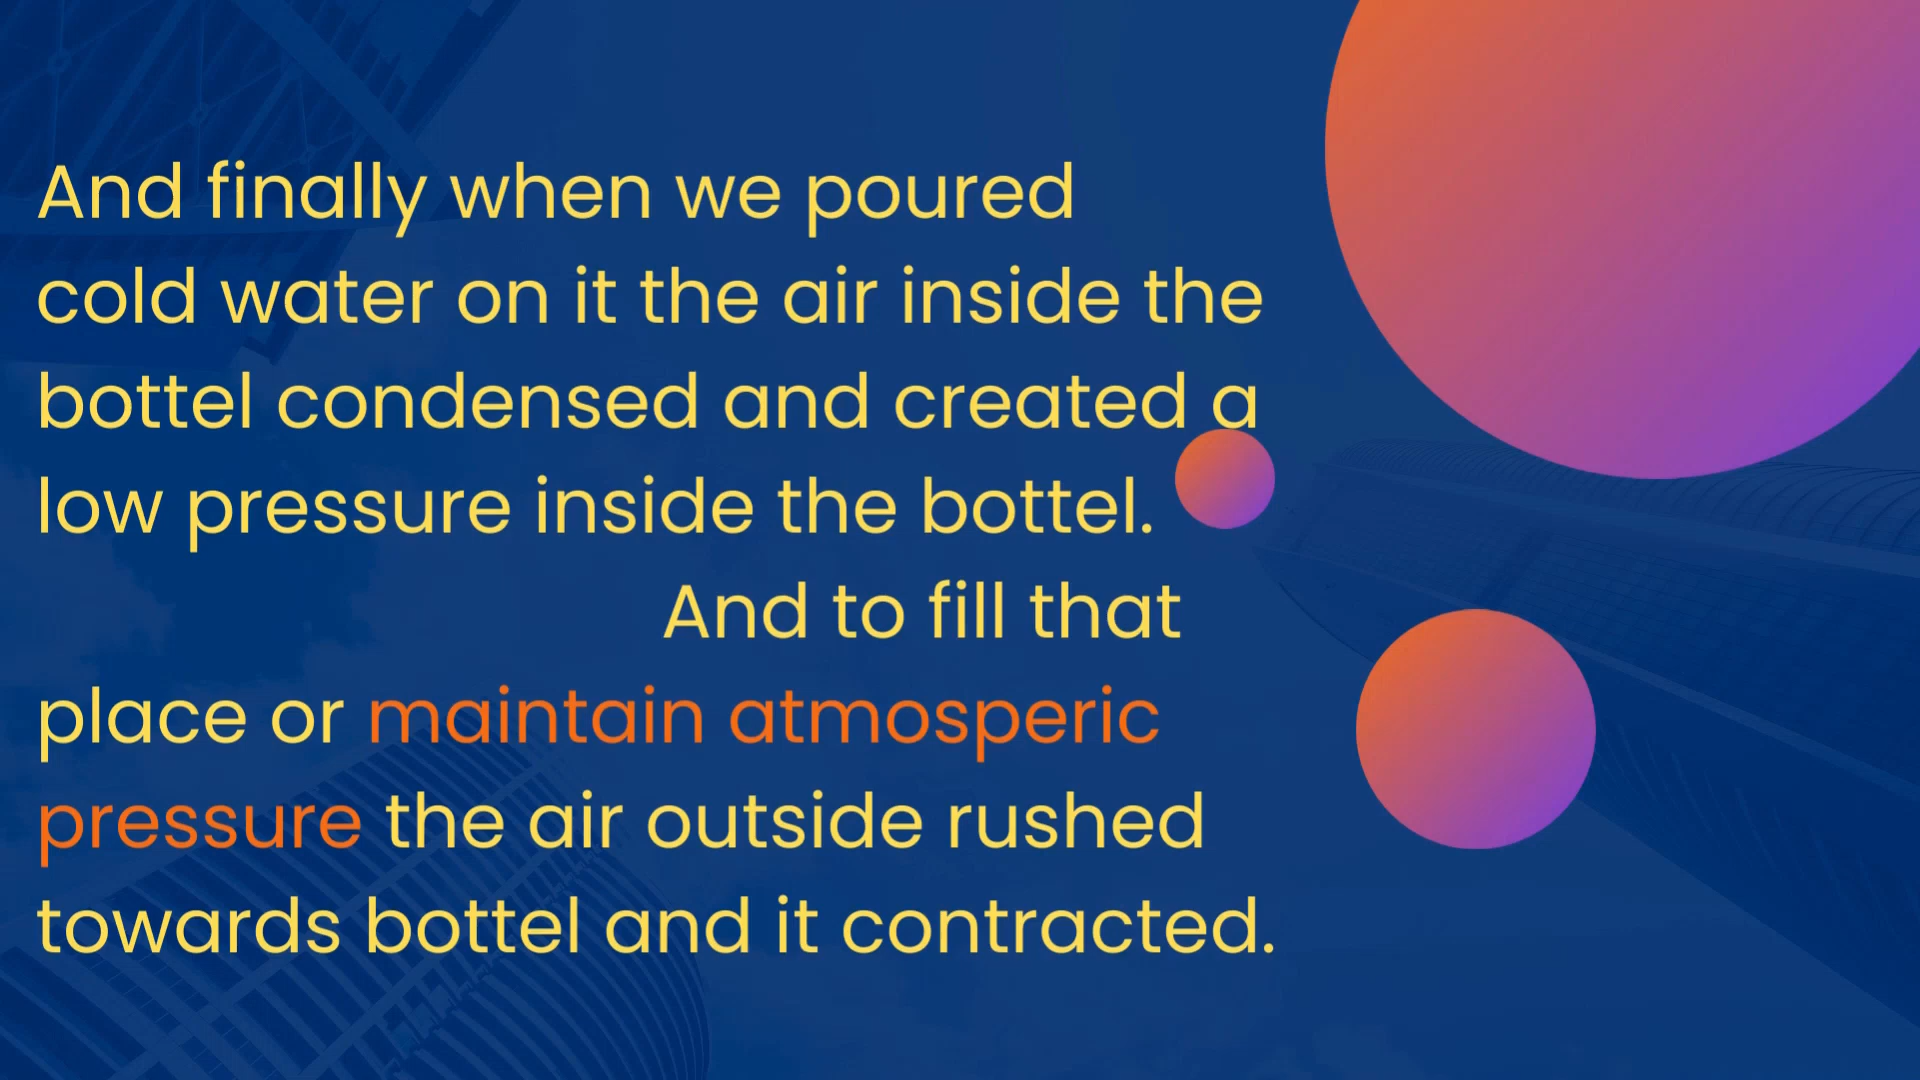 And finally when we poured
cold water on it the air inside the
bottel condensed and created a
low pressure inside the bottel.
And to fill that
place or maintain atmosperic
pressure the air outside rushed
towards bottel and it contracted.